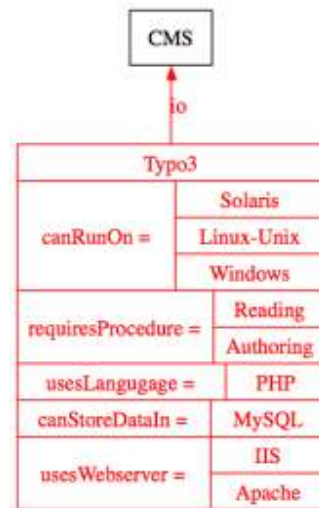 CMS
io
Typo3
canRunOn =
Solaris
Linux-Unix
Windows
requiresProcedure =
Reading
Authoring
usesLangugage =
PHP
canStoreDataIn =
MySQL
usesWebserver =
IIS
Apache